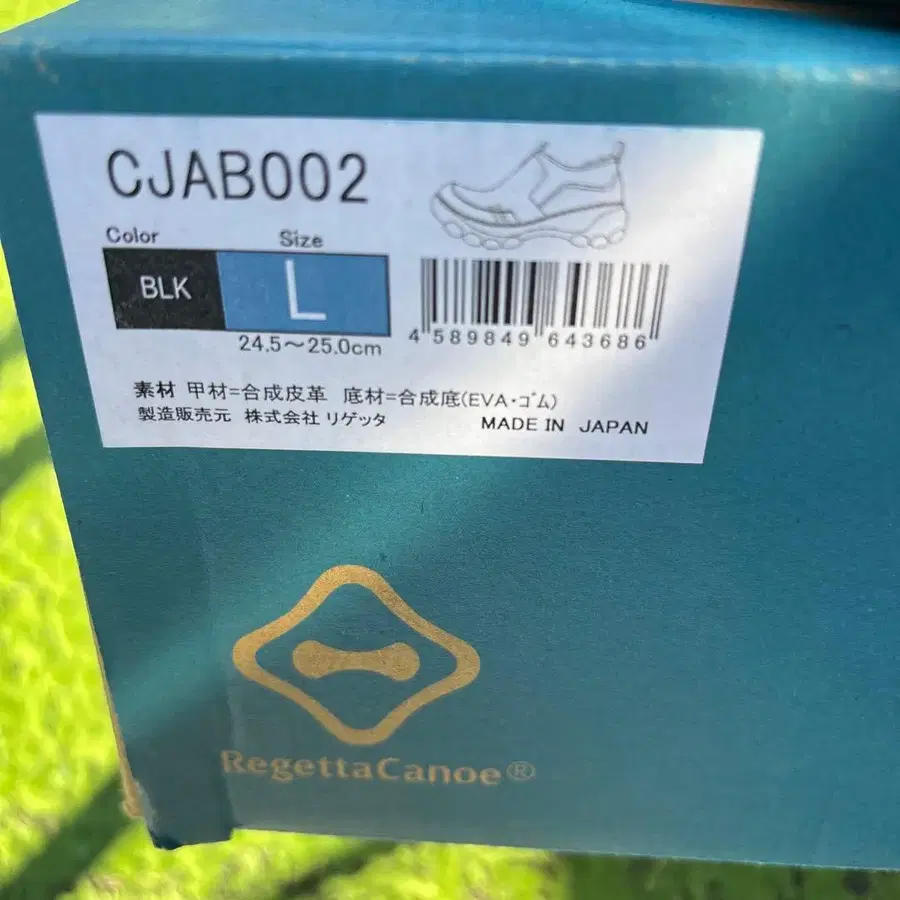 CJAB002
Color Size
BLK L
24.5～25.0cm
4 589849 643686
素材 甲材=合成皮革 底材=合成底(EVA・ｺﾞﾑ)
製造販売元 株式会社 リゲッタ MADE IN JAPAN
RegettaCanoe®